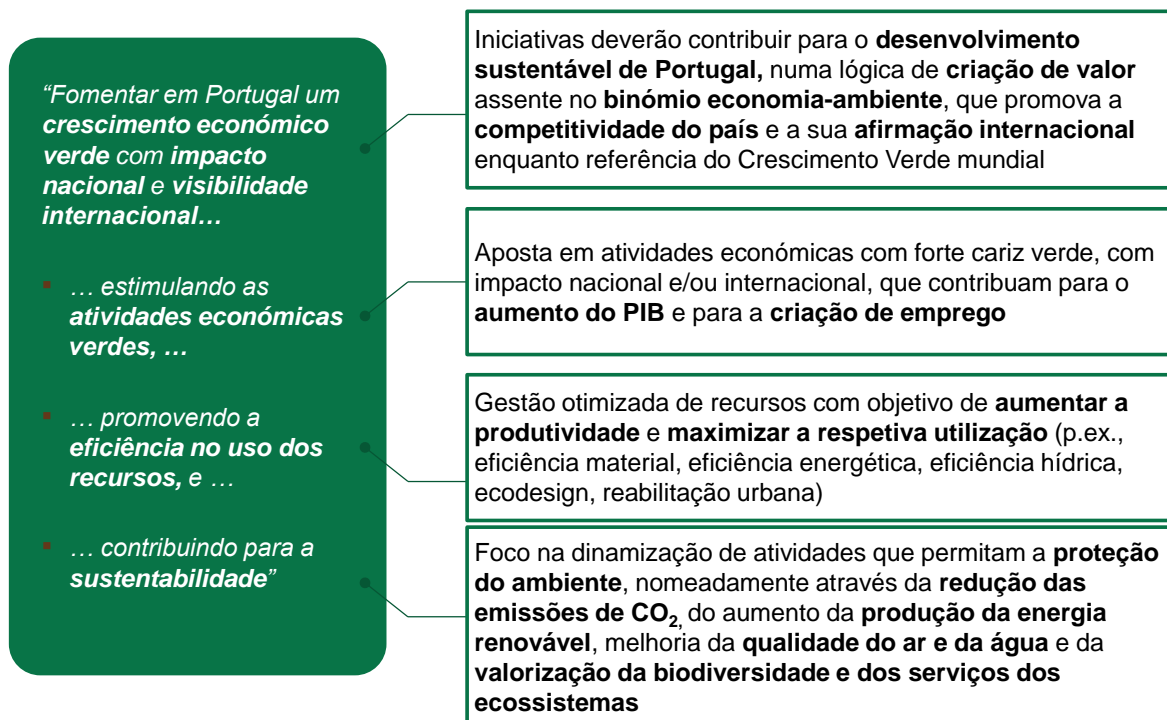 “Fomentar em Portugal um
crescimento económico
verde com impacto
nacional e visibilidade
internacional…
▪ … estimulando as
atividades económicas
verdes, …
▪ … promovendo a
eficiência no uso dos
recursos, e …
▪ … contribuindo para a
sustentabilidade”
Iniciativas deverão contribuir para o desenvolvimento
sustentável de Portugal, numa lógica de criação de valor
assente no binómio economia-ambiente, que promova a
competitividade do país e a sua afirmação internacional
enquanto referência do Crescimento Verde mundial
Aposta em atividades económicas com forte cariz verde, com
impacto nacional e/ou internacional, que contribuam para o
aumento do PIB e para a criação de emprego
Gestão otimizada de recursos com objetivo de aumentar a
produtividade e maximizar a respetiva utilização (p.ex.,
eficiência material, eficiência energética, eficiência hídrica,
ecodesign, reabilitação urbana)
Foco na dinamização de atividades que permitam a proteção
do ambiente, nomeadamente através da redução das
emissões de CO₂, do aumento da produção da energia
renovável, melhoria da qualidade do ar e da água e da
valorização da biodiversidade e dos serviços dos
ecossistemas